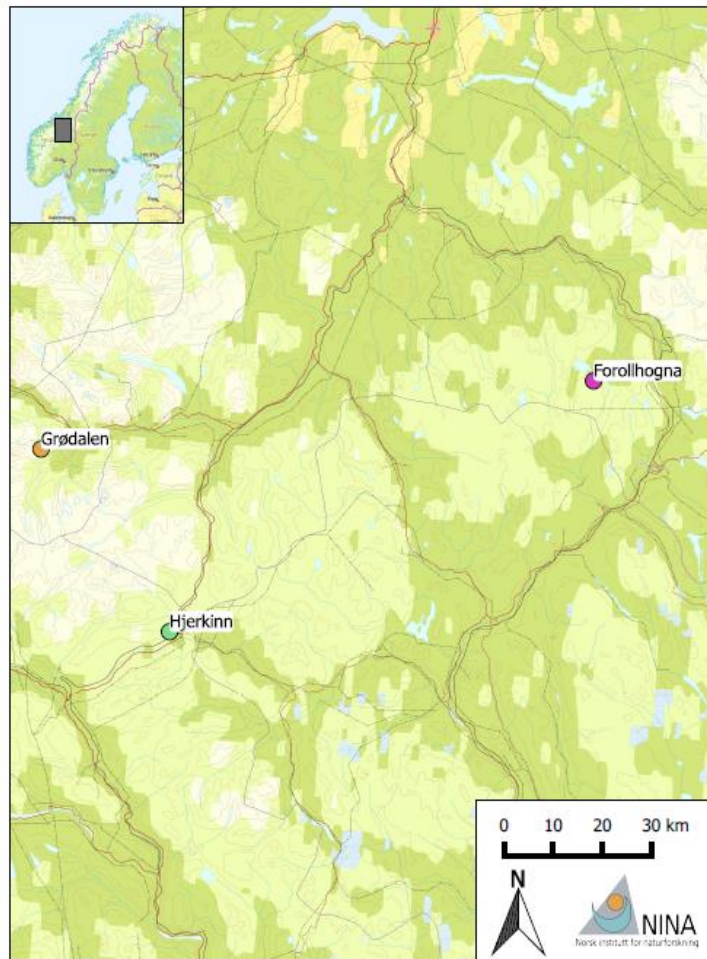 Forollhogna
Grødalen
Hjerkinn
0 10 20 30 km
N
NINA
Norsk institutt for naturforskning